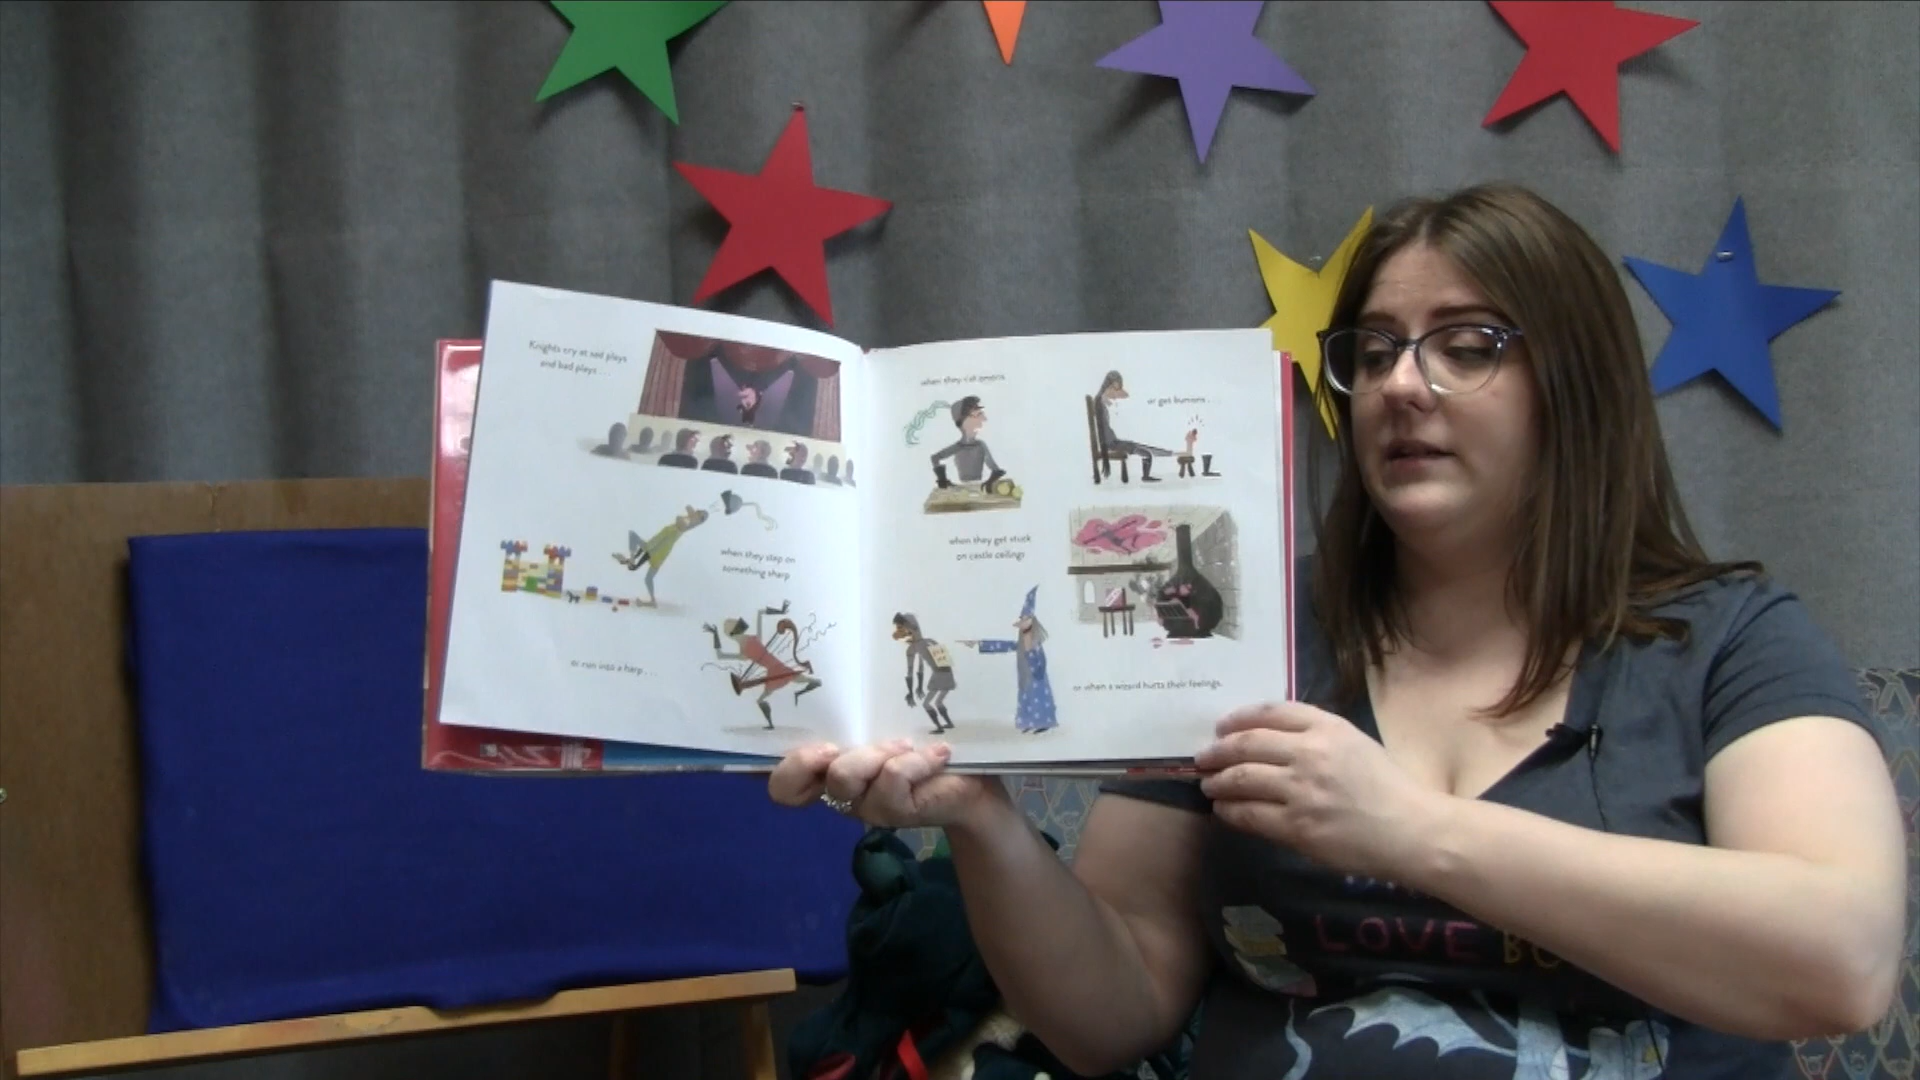 Knights cry at sad plays
and bad plays . . .
when they step on
something sharp
or run into a harp . . .
when they cut onions
or get bunions . . .
when they get stuck
on castle ceilings
or when a wizard hurts their feelings.
LOVE